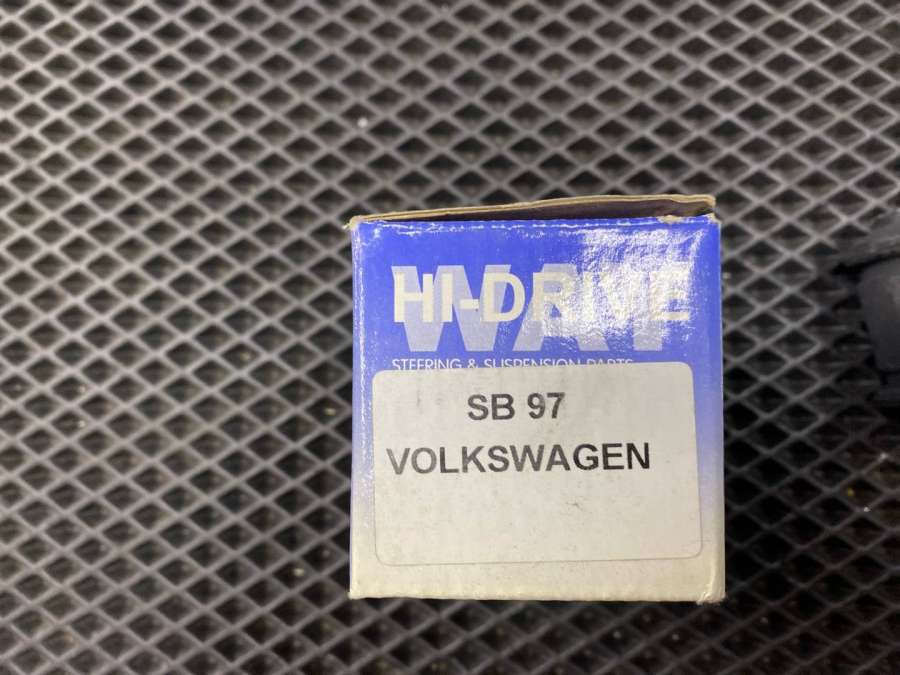 HI-DRIVE
STEERING & SUSPENSION PARTS
SB 97
VOLKSWAGEN